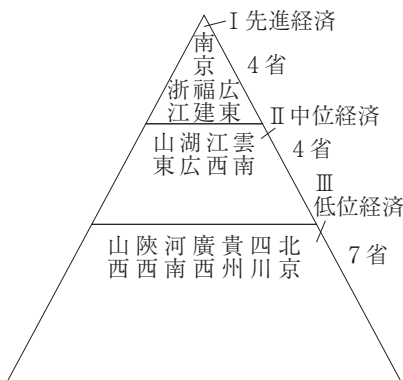 Ⅰ先進経済
南京
浙江
福建
広東
4省
Ⅱ中位経済
山東
湖広
江西
雲南
4省
Ⅲ
低位経済
山西
陝西
河南
廣西
貴州
四川
北京
7省